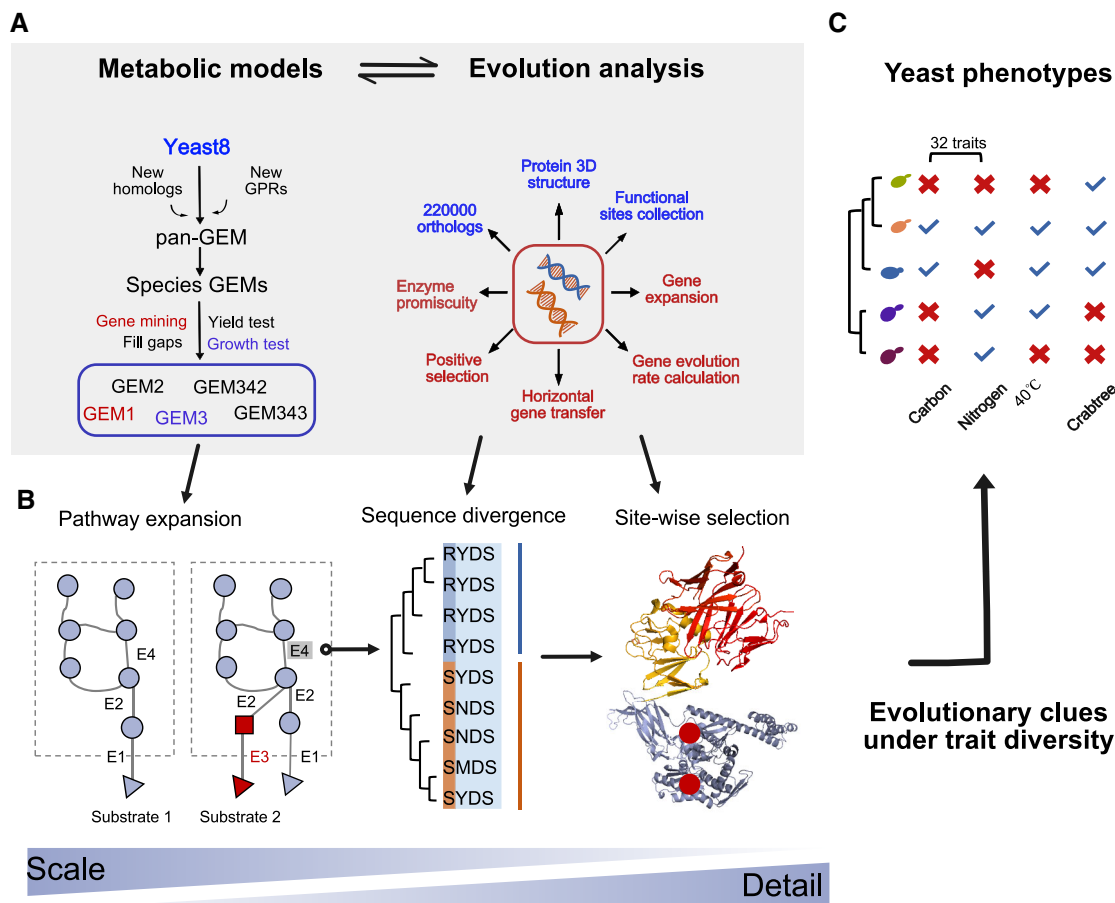 A
Metabolic models
Evolution analysis
Yeast8
New
homologs
New
GPRs
pan-GEM
Species GEMs
Gene mining
Yield test
Fill gaps
Growth test
GEM2
GEM342
GEM1
GEM3
GEM343
Protein 3D
structure
220000
orthologs
Functional
sites collection
Enzyme
promiscuity
Gene
expansion
Positive
selection
Gene evolution
rate calculation
Horizontal
gene transfer
B
Pathway expansion
E4
E2
E1
Substrate 1
E4
E2
E2
E3
E1
Substrate 2
Sequence divergence
RYDS
RYDS
RYDS
RYDS
SYDS
SNDS
SNDS
SMDS
SYDS
Site-wise selection
Scale
Detail
C
Yeast phenotypes
32 traits
Carbon
Nitrogen
40℃
Crabtree
Evolutionary clues
under trait diversity